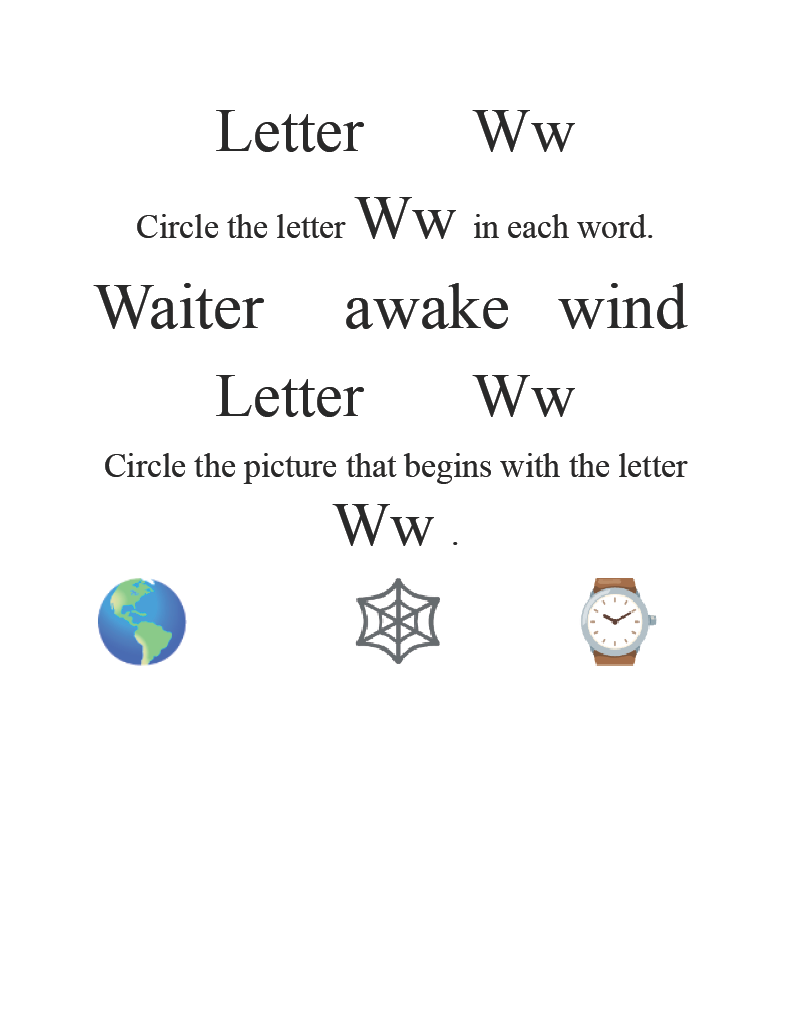 Letter Ww
Circle the letter Ww in each word.
Waiter awake wind
Letter Ww
Circle the picture that begins with the letter
Ww .